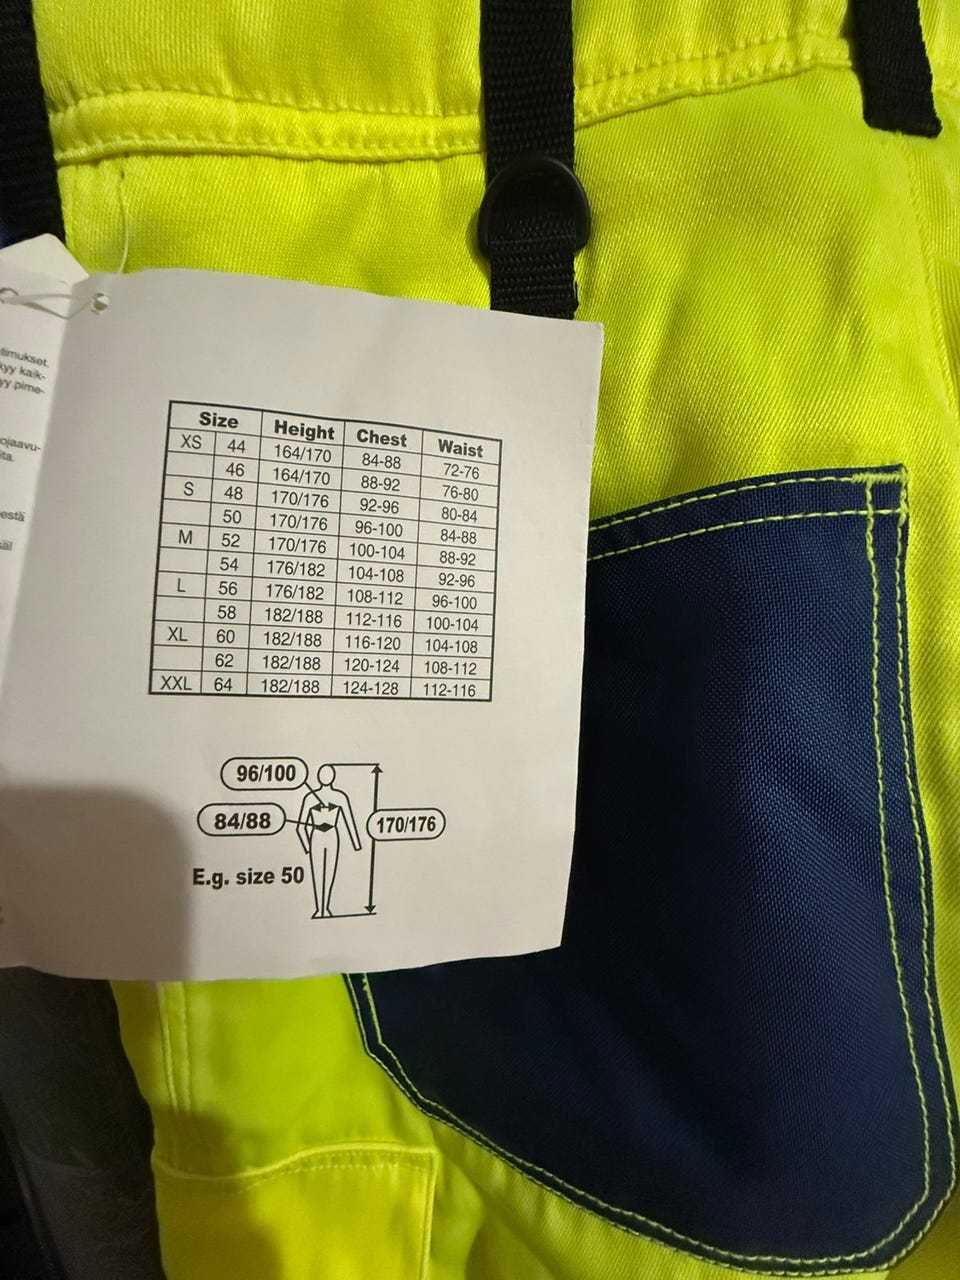 limukset.
kyy kaik-
yy pime-
ojaavu-
ita.
estä
säl
Size Height Chest Waist
XS 44 164/170 84-88 72-76
46 164/170 88-92 76-80
S 48 170/176 92-96 80-84
50 170/176 96-100 84-88
M 52 170/176 100-104 88-92
54 176/182 104-108 92-96
L 56 176/182 108-112 96-100
58 182/188 112-116 100-104
XL 60 182/188 116-120 104-108
62 182/188 120-124 108-112
XXL 64 182/188 124-128 112-116
96/100
84/88
170/176
E.g. size 50